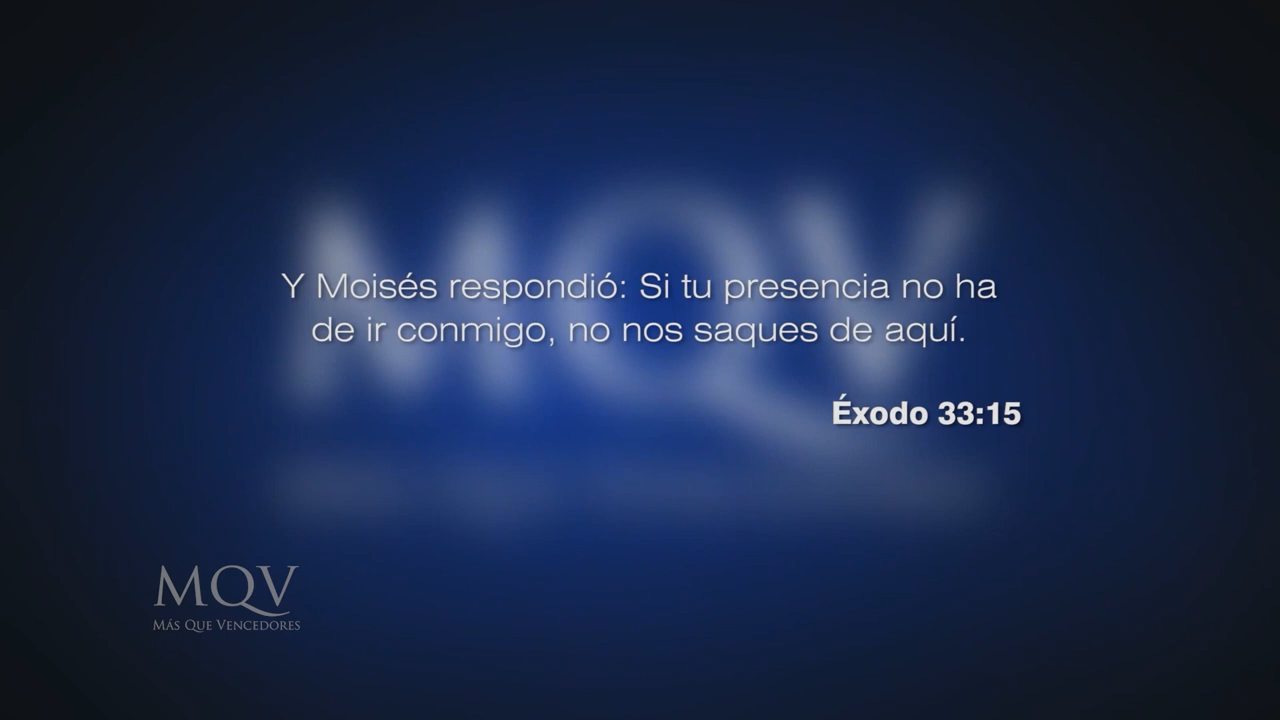 Y Moisés respondió: Si tu presencia no ha
de ir conmigo, no nos saques de aquí.
Éxodo 33:15
MQV
MÁS QUE VENCEDORES